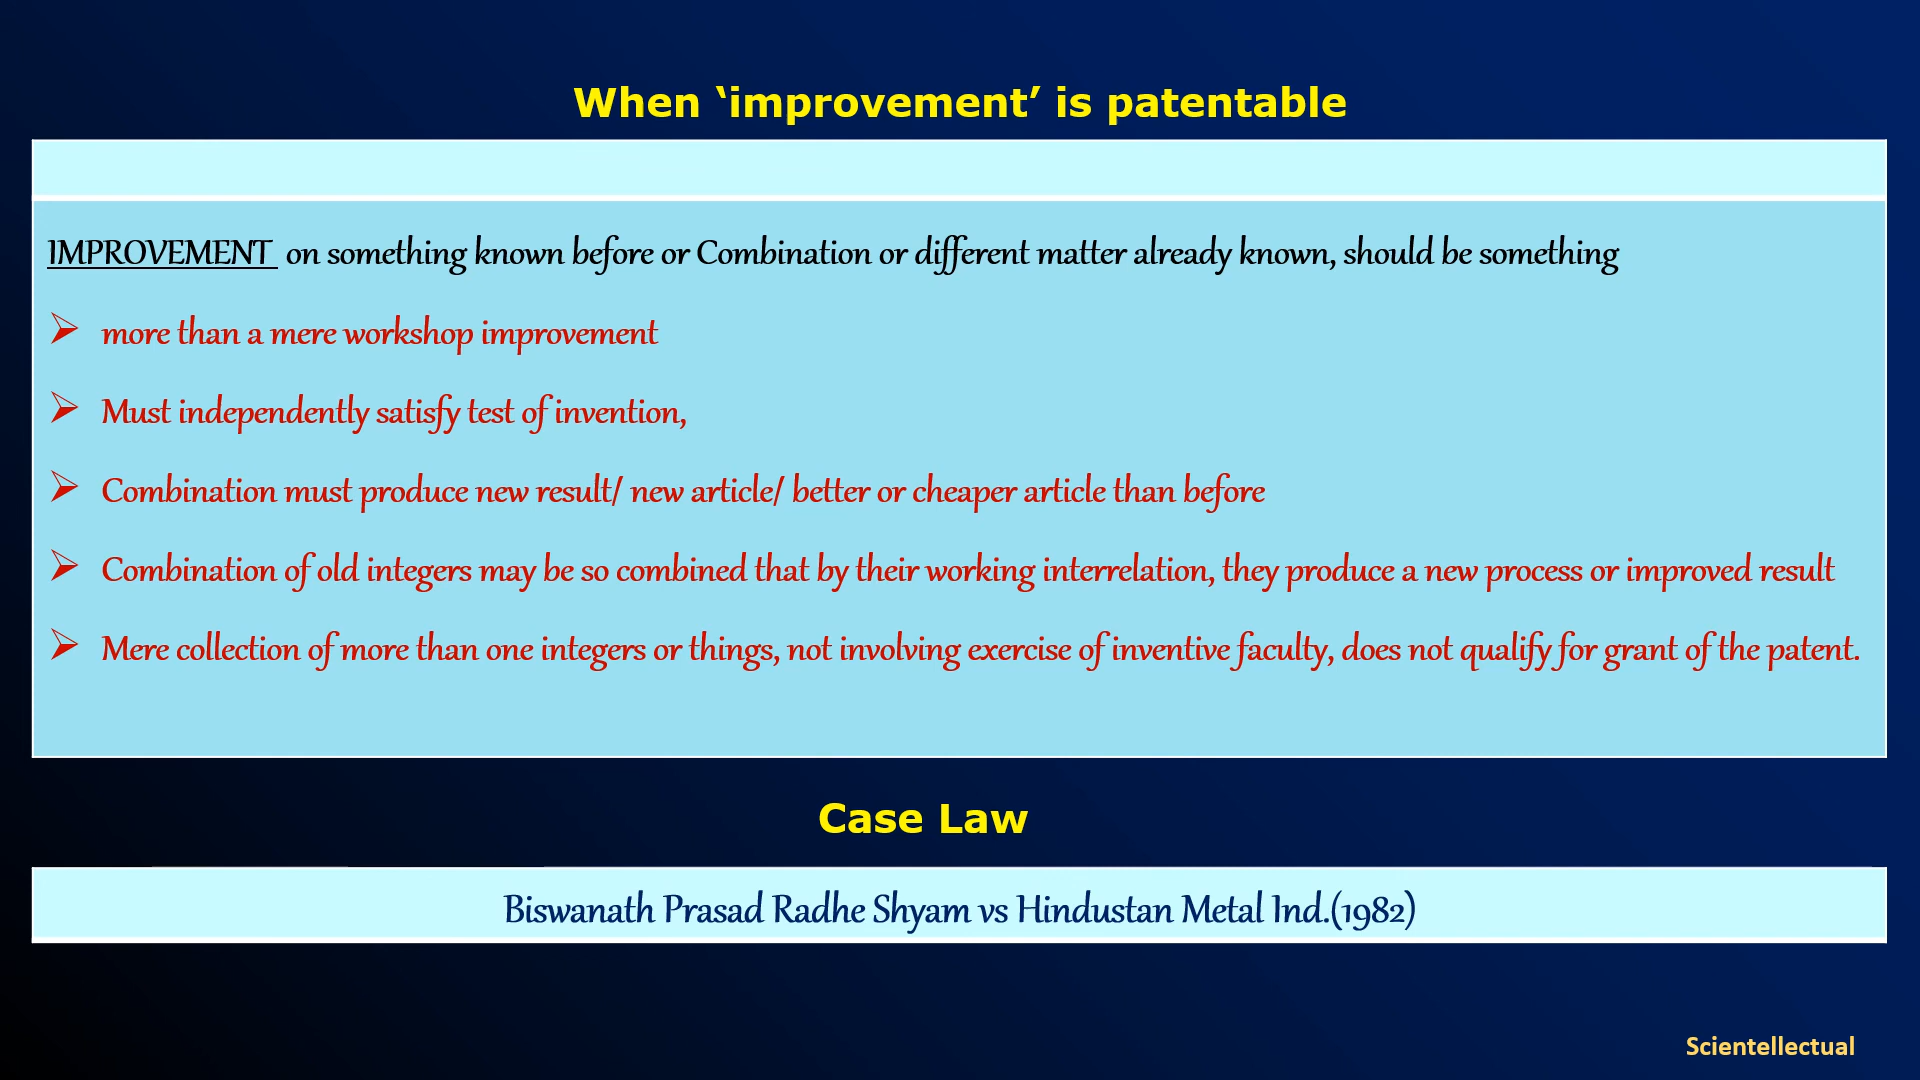 When ‘improvement’ is patentable
IMPROVEMENT on something known before or Combination or different matter already known, should be something
➢ more than a mere workshop improvement
➢ Must independently satisfy test of invention,
➢ Combination must produce new result/ new article/ better or cheaper article than before
➢ Combination of old integers may be so combined that by their working interrelation, they produce a new process or improved result
➢ Mere collection of more than one integers or things, not involving exercise of inventive faculty, does not qualify for grant of the patent.
Case Law
Biswanath Prasad Radhe Shyam vs Hindustan Metal Ind.(1982)
Scientellectual